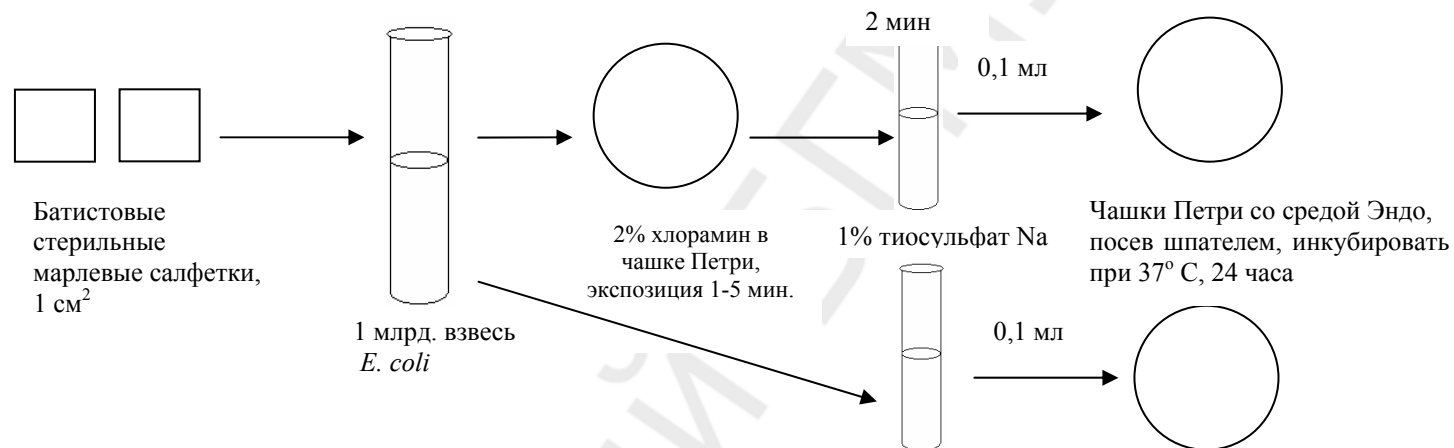 2 мин
0,1 мл
Батистовые
стерильные
марлевые салфетки,
1 см²
1 млрд. взвесь
E. coli
2% хлорамин в
чашке Петри,
экспозиция 1-5 мин.
1% тиосульфат Na
Чашки Петри со средой Эндо,
посев шпателем, инкубировать
при 37º С, 24 часа
0,1 мл